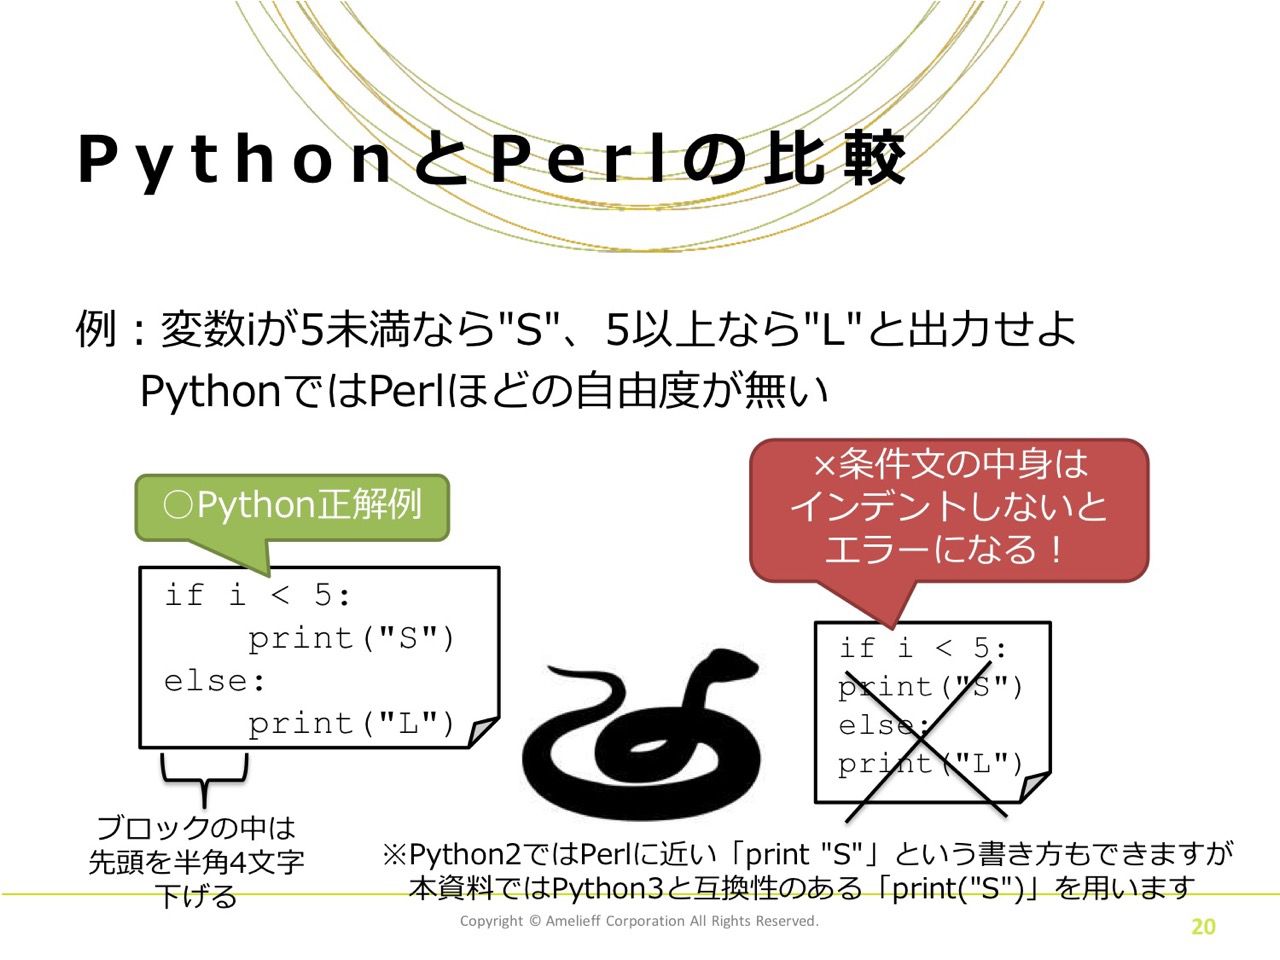 PythonとPerlの比較
例：変数iが5未満なら"S"、5以上なら"L"と出力せよ
PythonではPerlほどの自由度が無い
○Python正解例
if i < 5:
    print("S")
else:
    print("L")
ブロックの中は
先頭を半角4文字
下げる
×条件文の中身は
インデントしないと
エラーになる！
if i < 5:
print("S")
else:
print("L")
※Python2ではPerlに近い「print "S"」という書き方もできますが
本資料ではPython3と互換性のある「print("S")」を用います
Copyright © Amelieff Corporation All Rights Reserved.
20